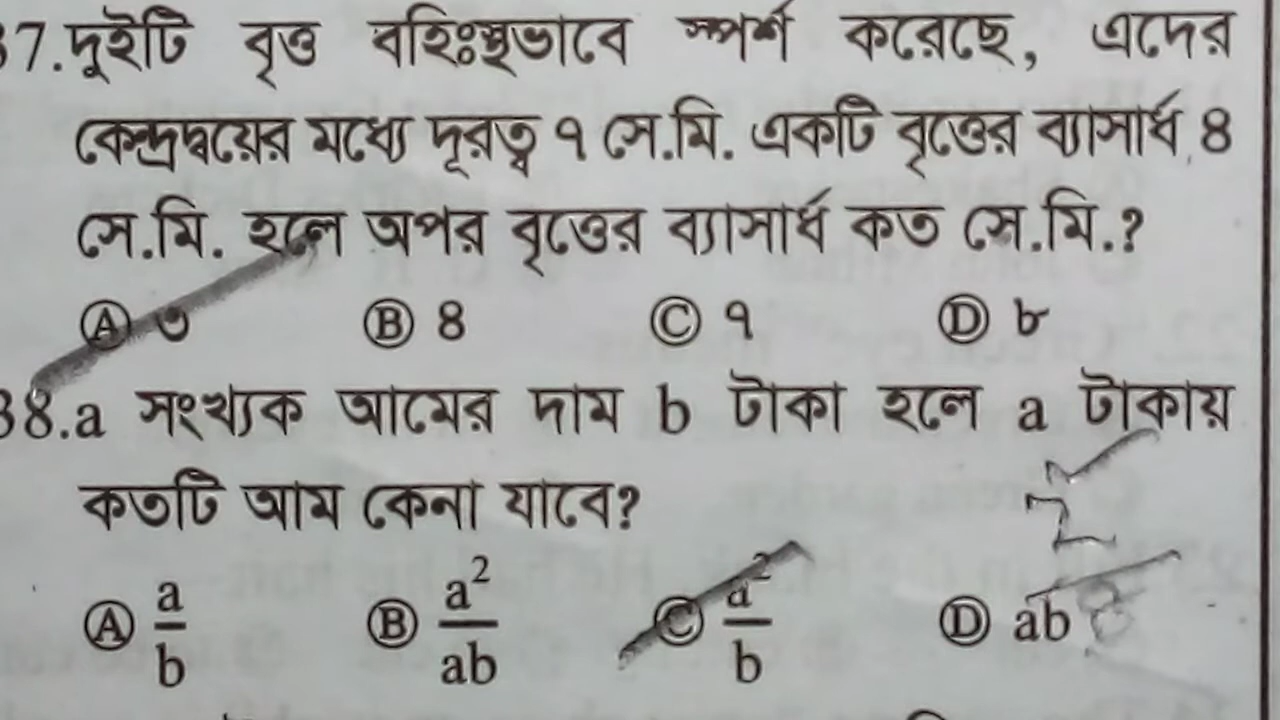 37.দুইটি বৃত্ত বহিঃস্থভাবে স্পর্শ করেছে, এদের
কেন্দ্রদ্বয়ের মধ্যে দূরত্ব ৭ সে.মি. একটি বৃত্তের ব্যাসার্ধ ৪
সে.মি. হলে অপর বৃত্তের ব্যাসার্ধ কত সে.মি.?
Ⓐ ৩ Ⓑ ৪ Ⓒ ৭ Ⓓ ৮
38.a সংখ্যক আমের দাম b টাকা হলে a টাকায়
কতটি আম কেনা যাবে?
Ⓐ a/b Ⓑ a²/ab Ⓒ a²/b Ⓓ ab